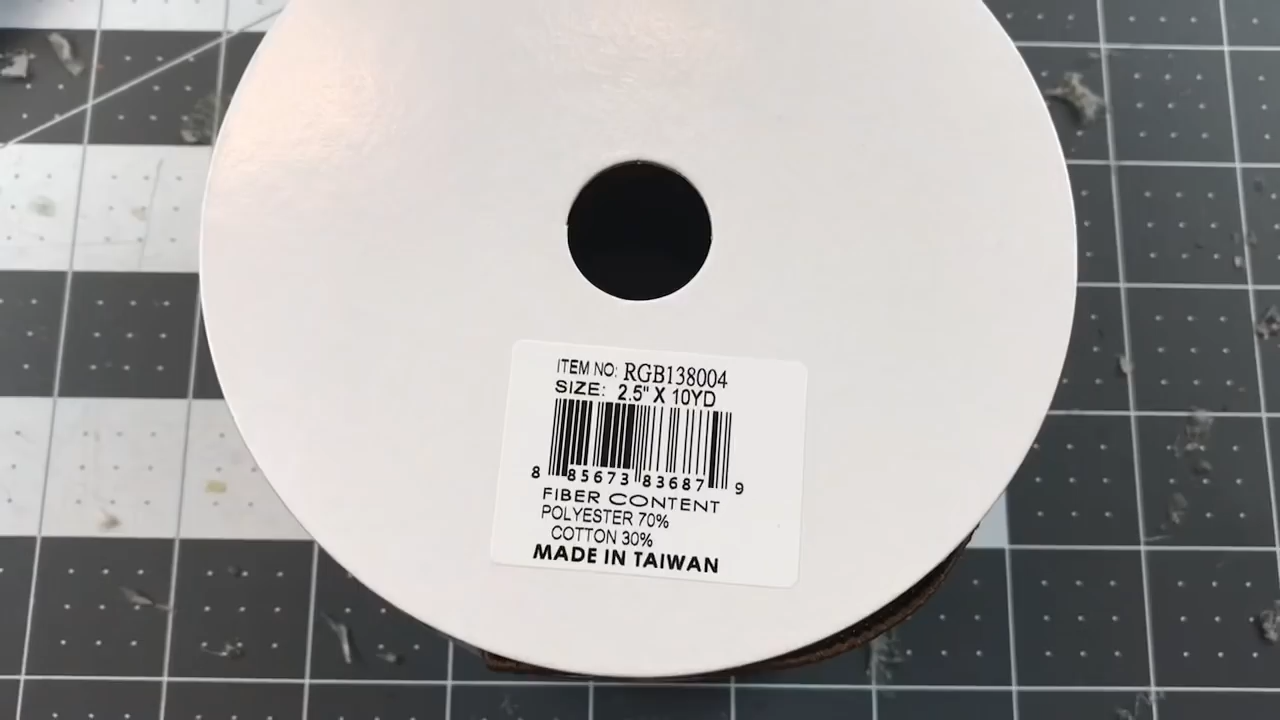 ITEM NO: RGB138004
SIZE: 2.5" X 10YD
8 85673 83687 9
FIBER CONTENT
POLYESTER 70%
COTTON 30%
MADE IN TAIWAN